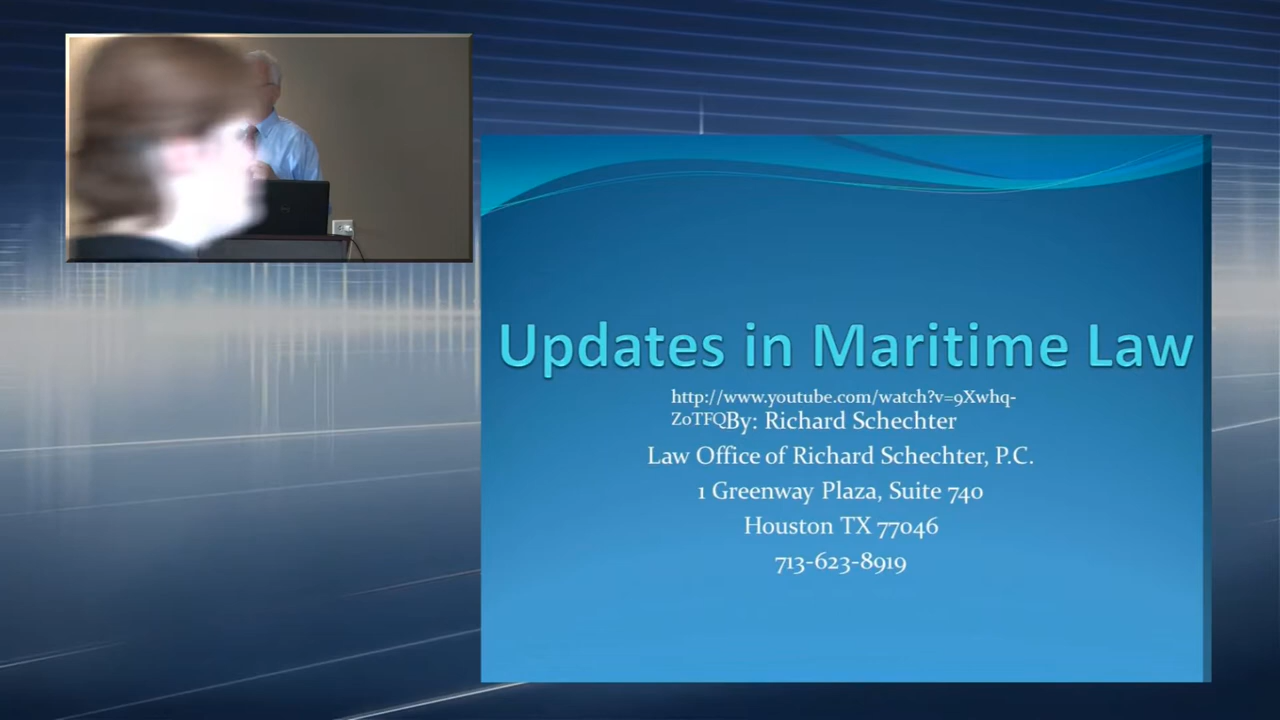 Updates in Maritime Law
http://www.youtube.com/watch?v=9Xwhq-
ZoTFQBy: Richard Schechter
Law Office of Richard Schechter, P.C.
1 Greenway Plaza, Suite 740
Houston TX 77046
713-623-8919